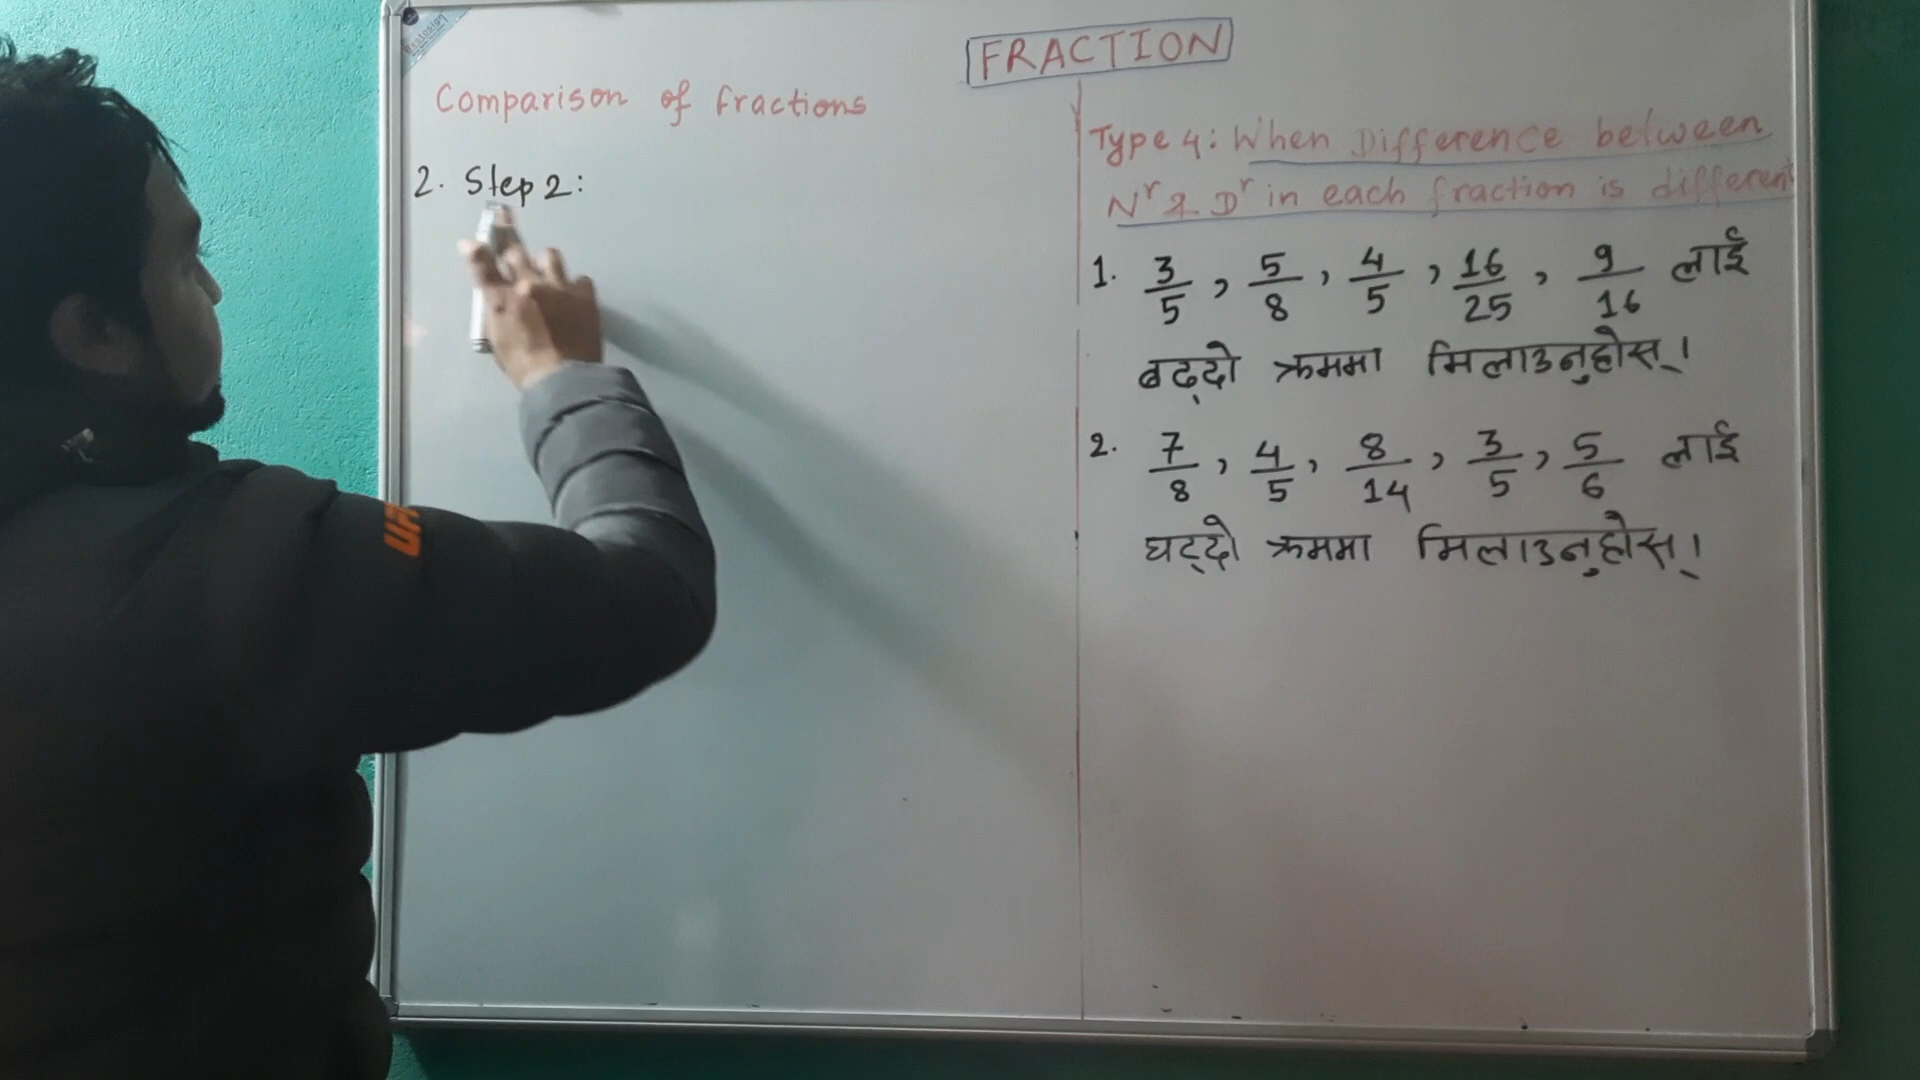 FRACTION
Comparison of fractions
2. Step 2:
Type 4: When Difference between
Nʳ & Dʳ in each fraction is different
1. 3/5, 5/8, 4/5, 16/25, 9/16 लाई
बढ्दो क्रममा मिलाउनुहोस्।
2. 7/8, 4/5, 8/14, 3/5, 5/6 लाई
घट्दो क्रममा मिलाउनुहोस्।